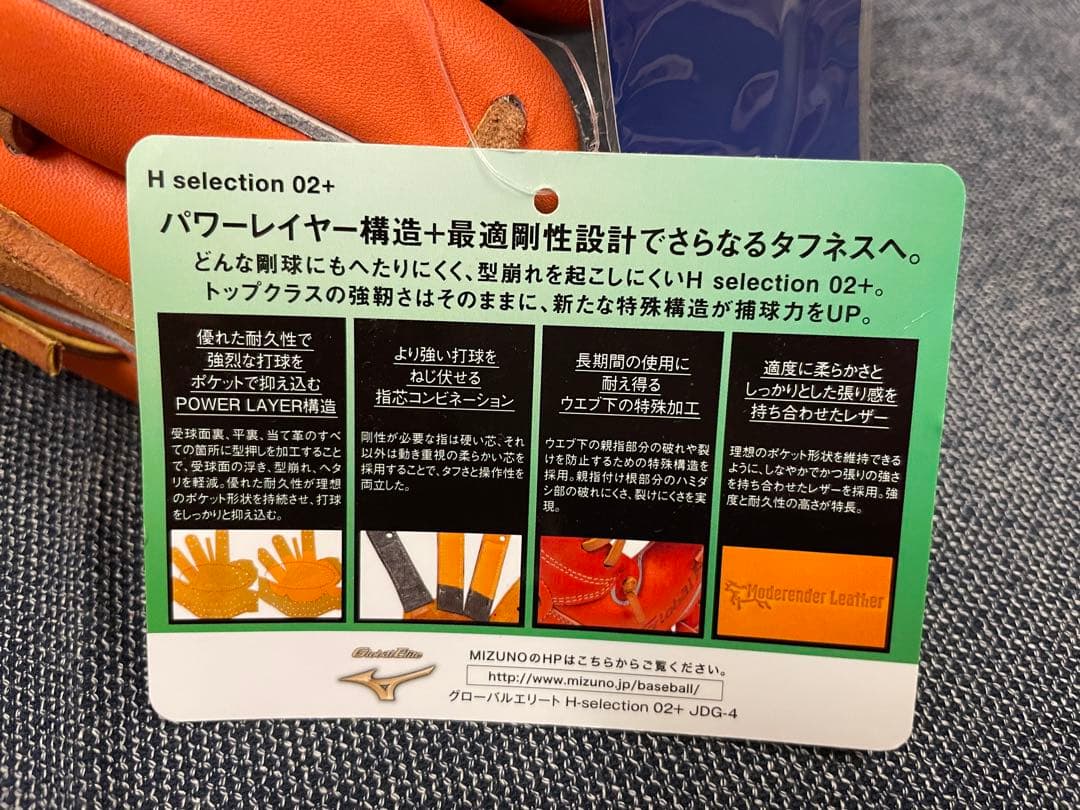 H selection 02+
パワーレイヤー構造+最適剛性設計でさらなるタフネスへ。
どんな剛球にもへたりにくく、型崩れを起こしにくいH selection 02+。
トップクラスの強靭さはそのままに、新たな特殊構造が捕球力をUP。
優れた耐久性で
強烈な打球を
ポケットで抑え込む
POWER LAYER構造
受球面裏、平裏、当て革のすべ
ての箇所に型押しを加工すること
で、受球面の浮き、型崩れ、ヘタ
リを軽減。優れた耐久性が理想
のポケット形状を持続させ、打球
をしっかりと抑え込む。
より強い打球を
ねじ伏せる
指芯コンビネーション
剛性が必要な指は硬い芯、それ
以外は動き重視の柔らかい芯を
採用することで、タフさと操作性を
両立した。
長期間の使用に
耐え得る
ウエブ下の特殊加工
ウエブ下の親指部分の破れや裂
けを防止するための特殊構造を
採用。親指付け根部分のハミダ
シ部の破れにくさ、裂けにくさを実
現。
適度に柔らかさと
しっかりとした張り感を
持ち合わせたレザー
理想のポケット形状を維持できる
ように、しなやかでかつ張りの強さ
を持ち合わせたレザーを採用。強
度と耐久性の高さが特長。
Moderender Leather
Global Elite
MIZUNOのHPはこちらからご覧ください。
http://www.mizuno.jp/baseball/
グローバルエリート H-selection 02+ JDG-4